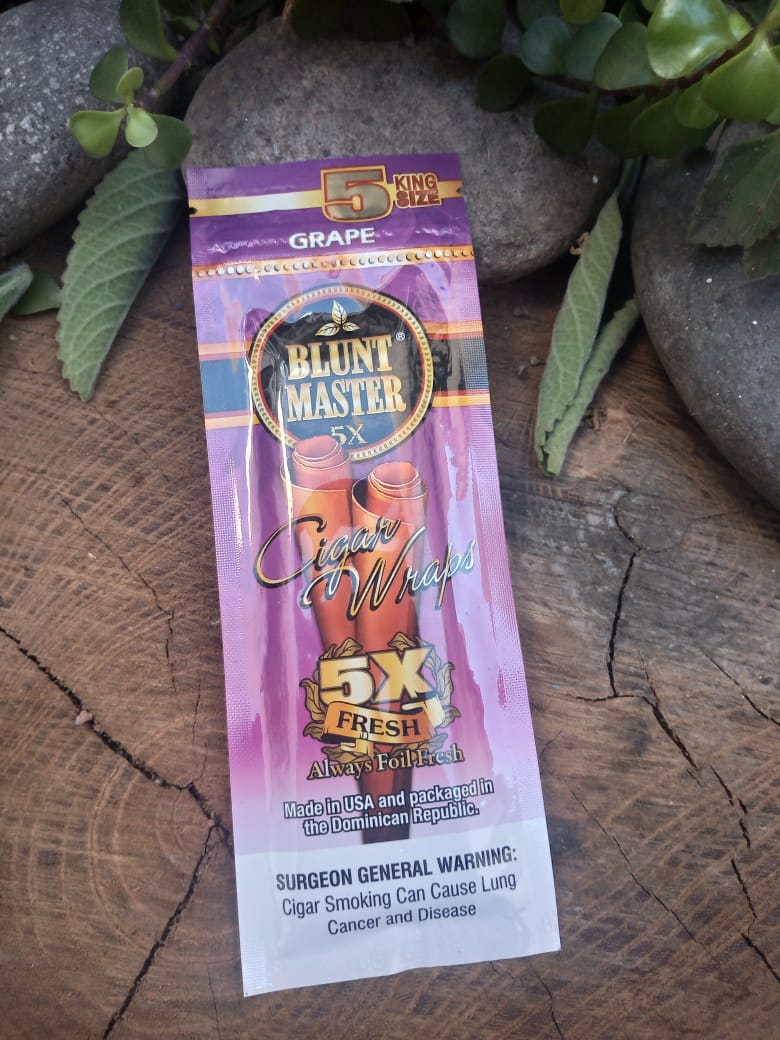 5 KING
SIZE
GRAPE
BLUNT ®
MASTER
5X
Cigar
Wraps
5X
FRESH
Always Foil Fresh
Made in USA and packaged in
the Dominican Republic.
SURGEON GENERAL WARNING:
Cigar Smoking Can Cause Lung
Cancer and Disease